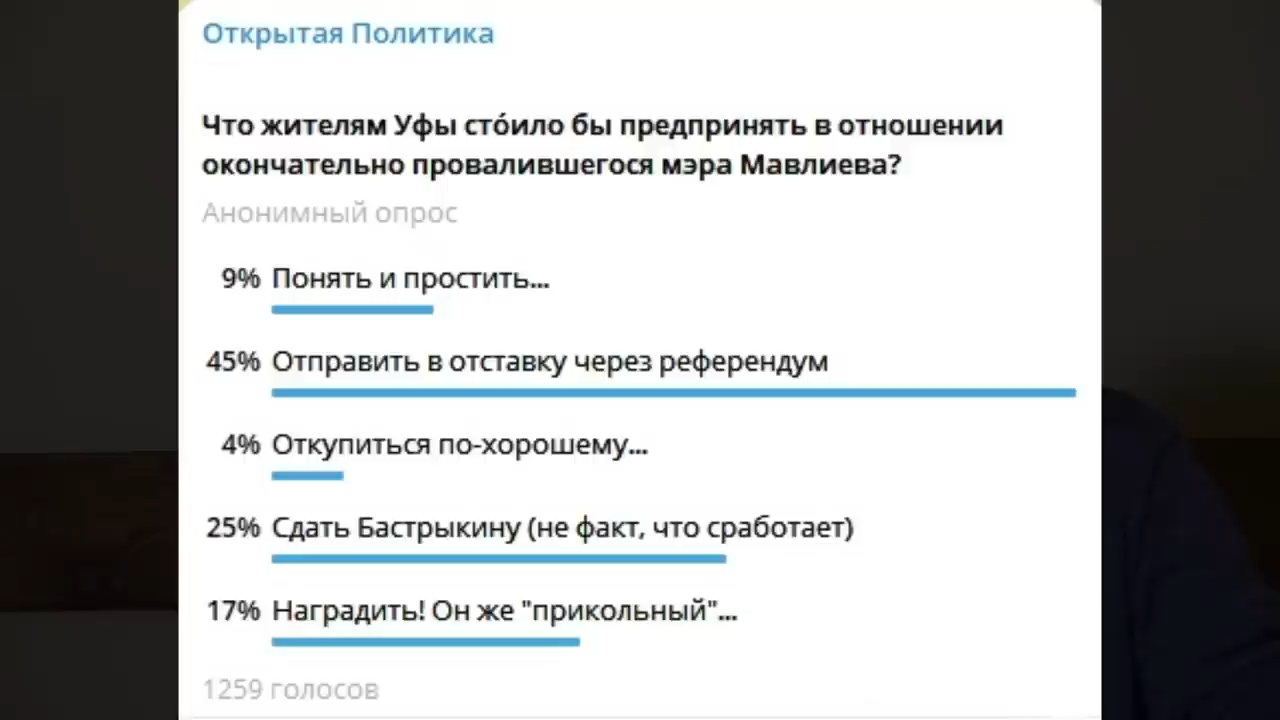 Открытая Политика
Что жителям Уфы сто́ило бы предпринять в отношении
окончательно провалившегося мэра Мавлиева?
Анонимный опрос
9% Понять и простить...
45% Отправить в отставку через референдум
4% Откупиться по-хорошему...
25% Сдать Бастрыкину (не факт, что сработает)
17% Наградить! Он же "прикольный"...
1259 голосов